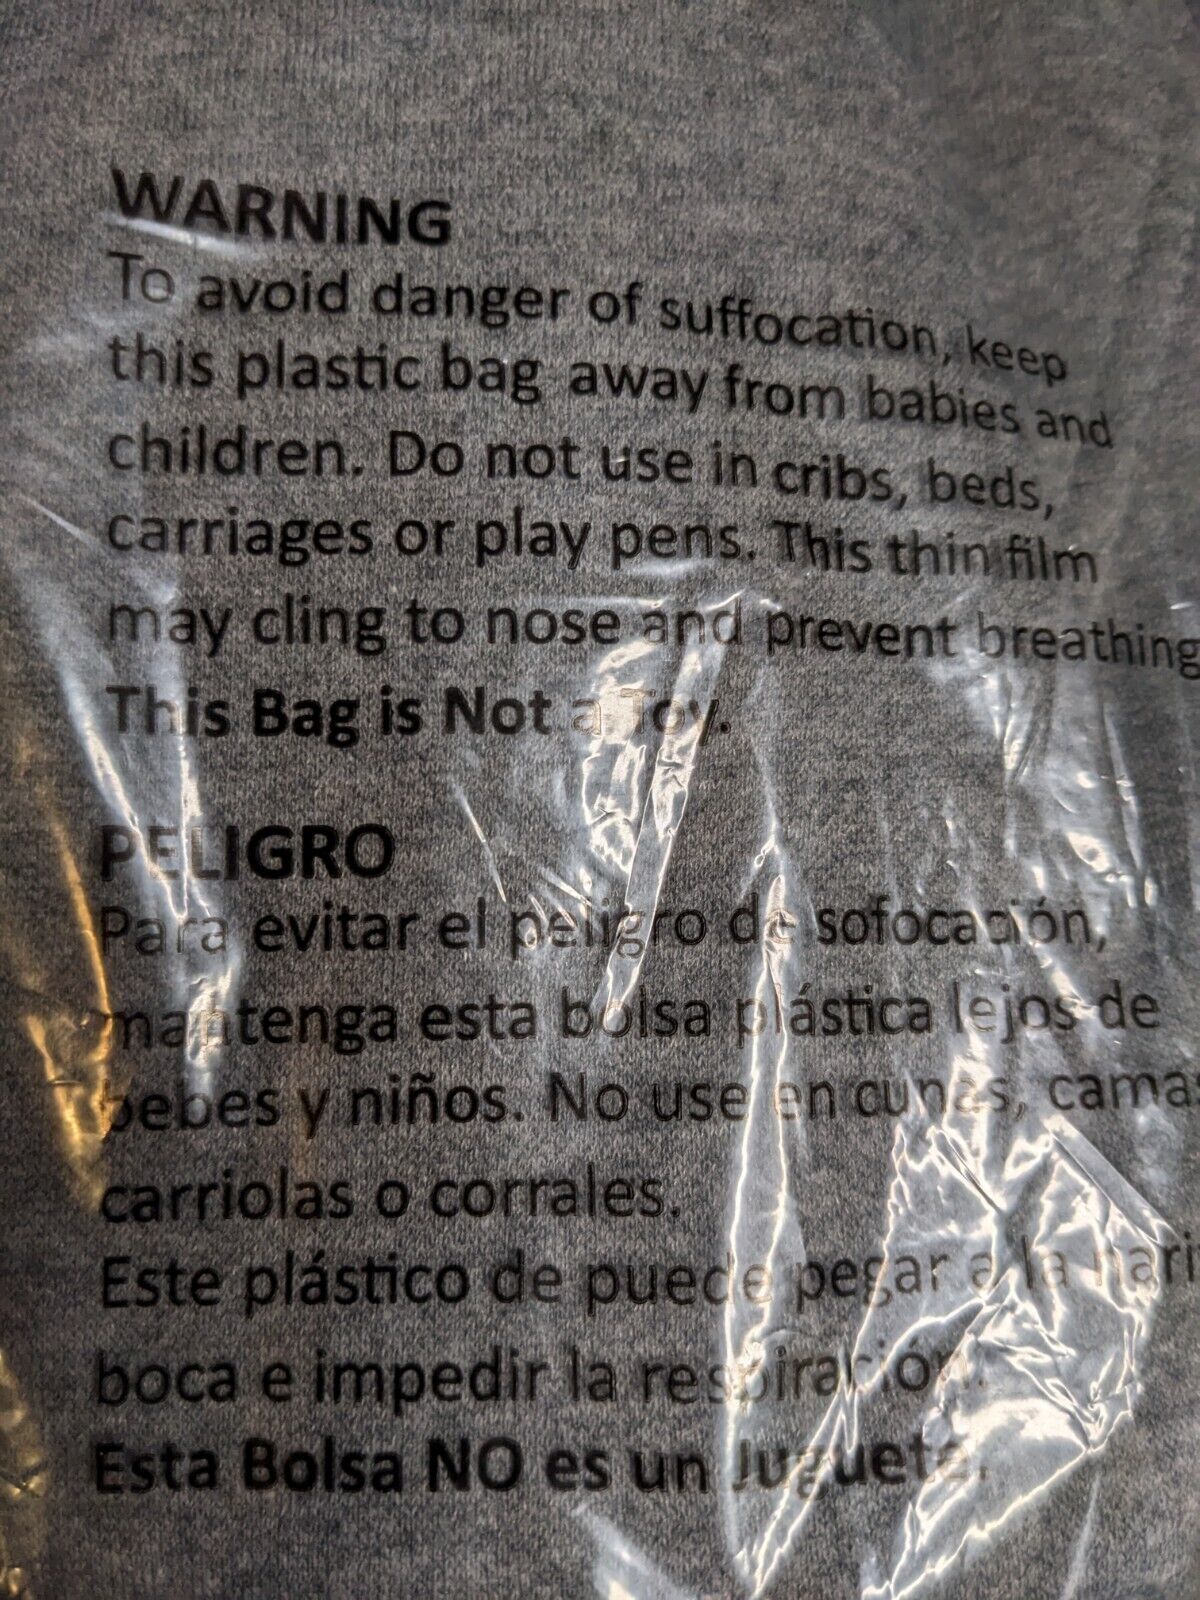 WARNING
To avoid danger of suffocation, keep
this plastic bag away from babies and
children. Do not use in cribs, beds,
carriages or play pens. This thin film
may cling to nose and prevent breathing
This Bag is Not a Toy.
PELIGRO
Para evitar el peligro de sofocación,
mantenga esta bolsa plástica lejos de
bebes y niños. No use en cunas, camas
carriolas o corrales.
Este plástico de puede pegar a la
boca e impedir la respiración.
Esta Bolsa NO es un Juguete.